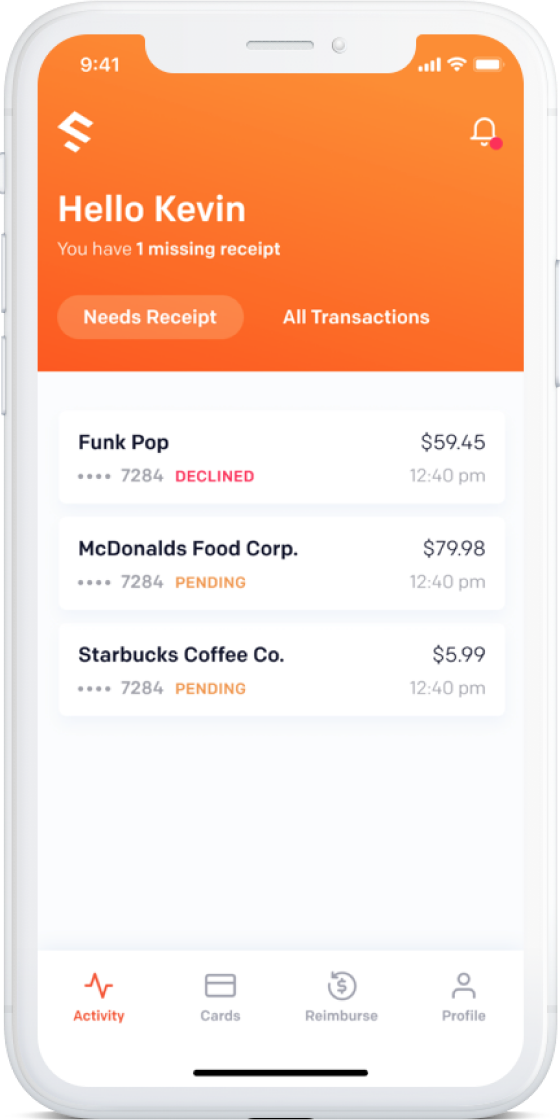 9:41
Hello Kevin
You have 1 missing receipt
Needs Receipt All Transactions
Funk Pop $59.45
•••• 7284 DECLINED 12:40 pm
McDonalds Food Corp. $79.98
•••• 7284 PENDING 12:40 pm
Starbucks Coffee Co. $5.99
•••• 7284 PENDING 12:40 pm
Activity Cards Reimburse Profile